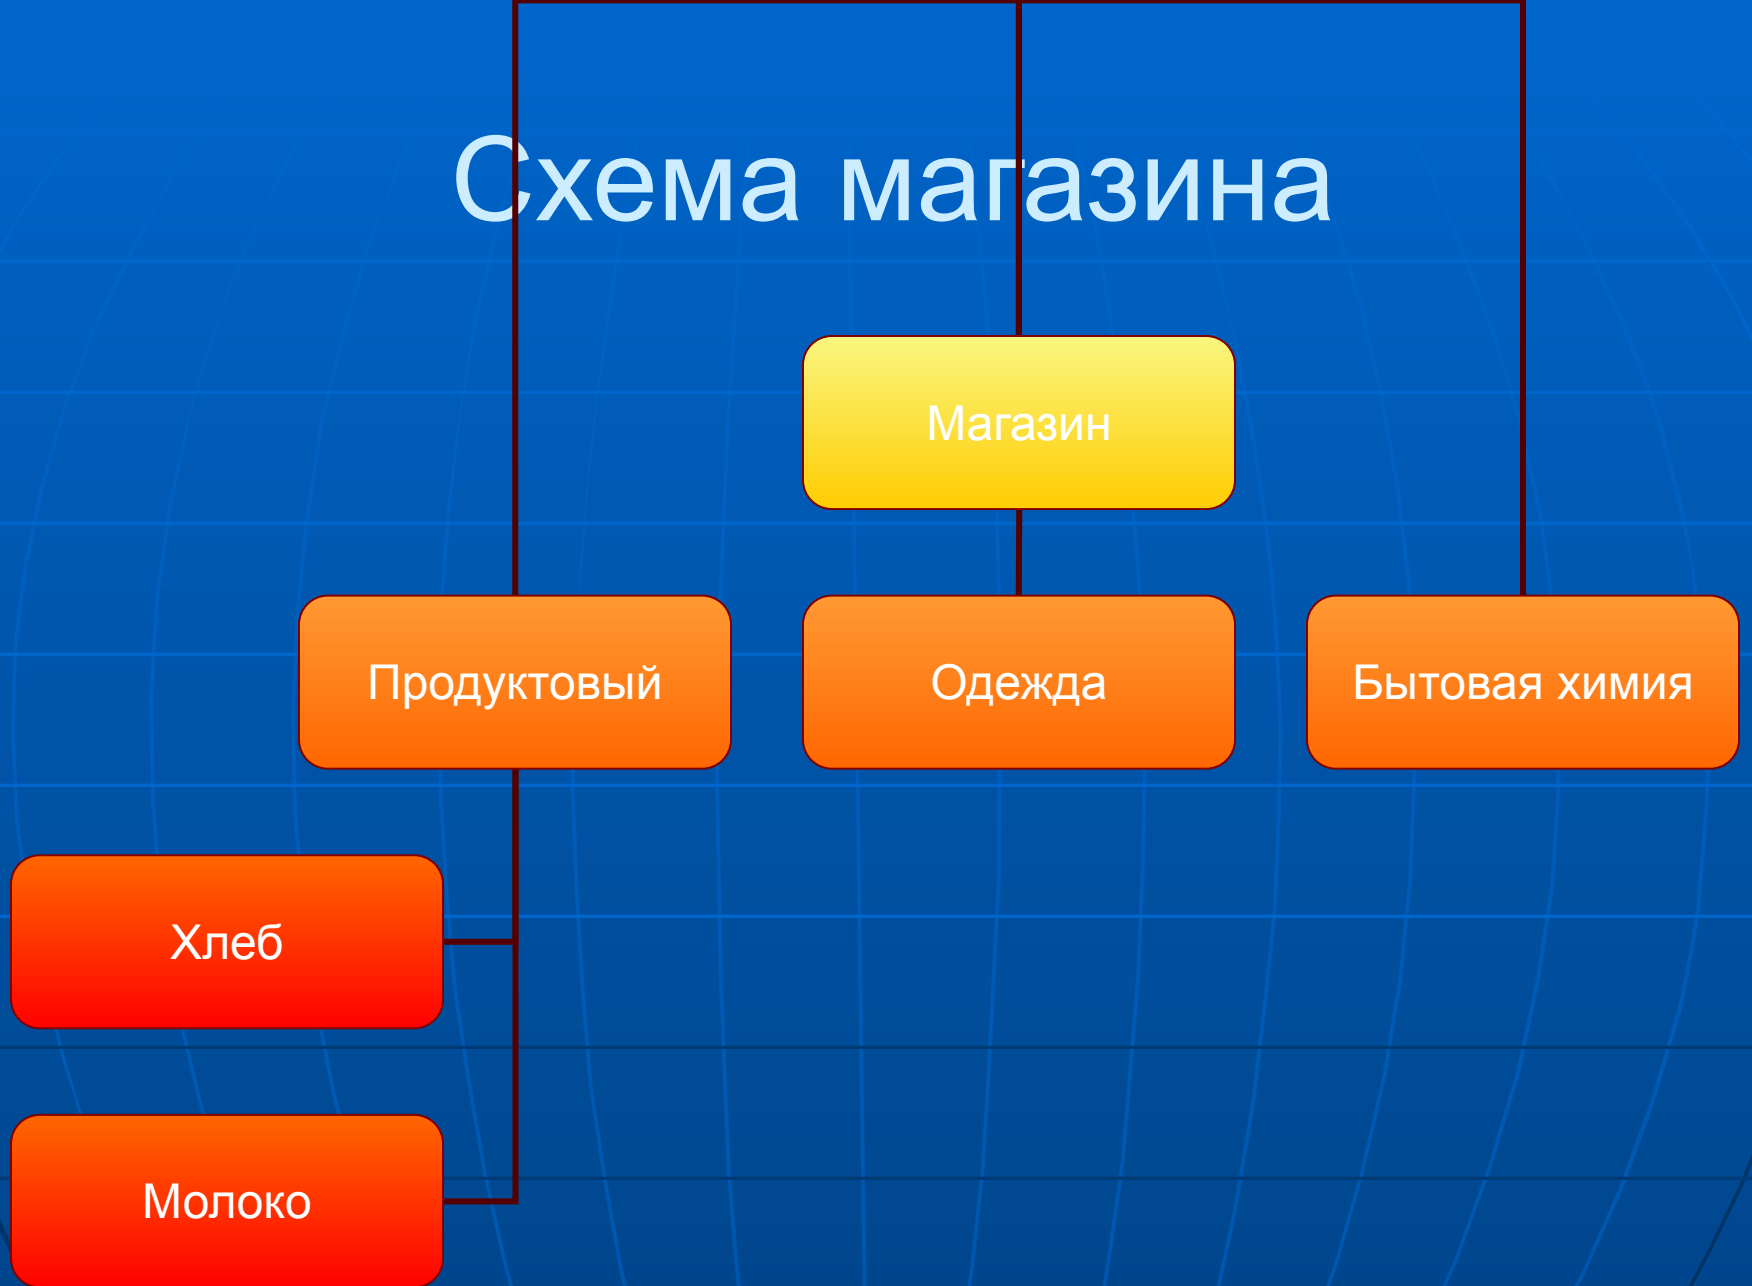 Схема магазина
Магазин
Продуктовый
Одежда
Бытовая химия
Хлеб
Молоко